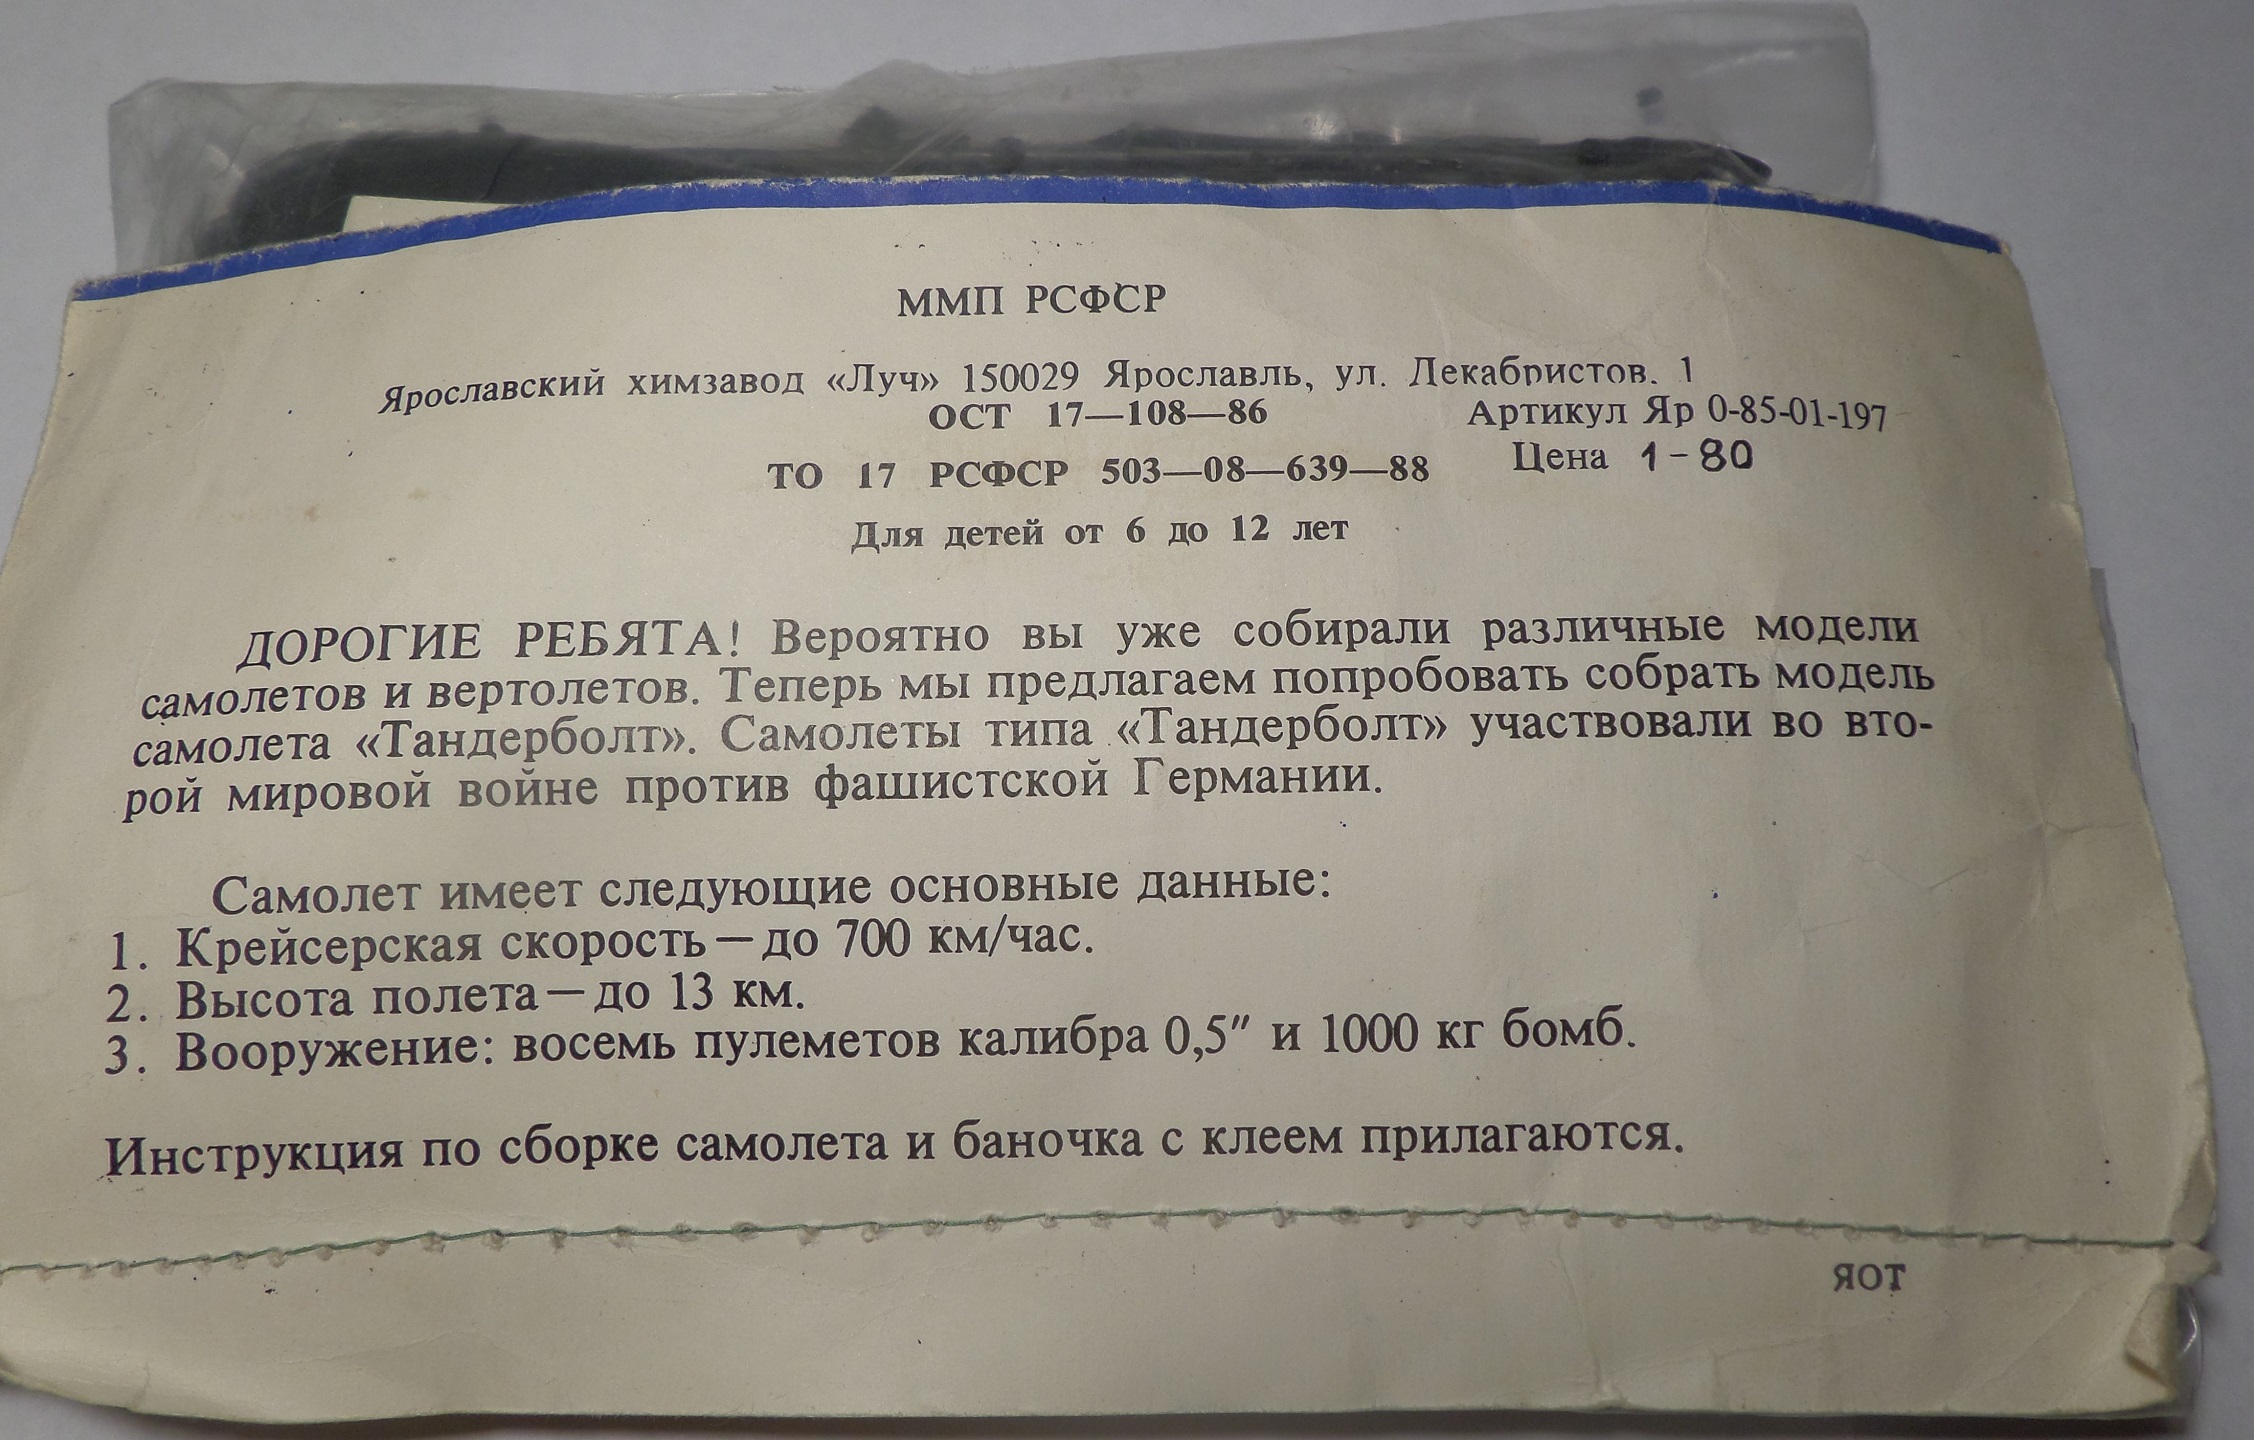 ММП РСФСР
Ярославский химзавод «Луч» 150029 Ярославль, ул. Декабристов, 1
ОСТ 17—108—86 Артикул Яр 0-85-01-197
ТО 17 РСФСР 503—08—639—88 Цена 1-80
Для детей от 6 до 12 лет
ДОРОГИЕ РЕБЯТА! Вероятно вы уже собирали различные модели
самолетов и вертолетов. Теперь мы предлагаем попробовать собрать модель
самолета «Тандерболт». Самолеты типа «Тандерболт» участвовали во вто-
рой мировой войне против фашистской Германии.
Самолет имеет следующие основные данные:
1. Крейсерская скорость—до 700 км/час.
2. Высота полета—до 13 км.
3. Вооружение: восемь пулеметов калибра 0,5″ и 1000 кг бомб.
Инструкция по сборке самолета и баночка с клеем прилагаются.
ЯОТ